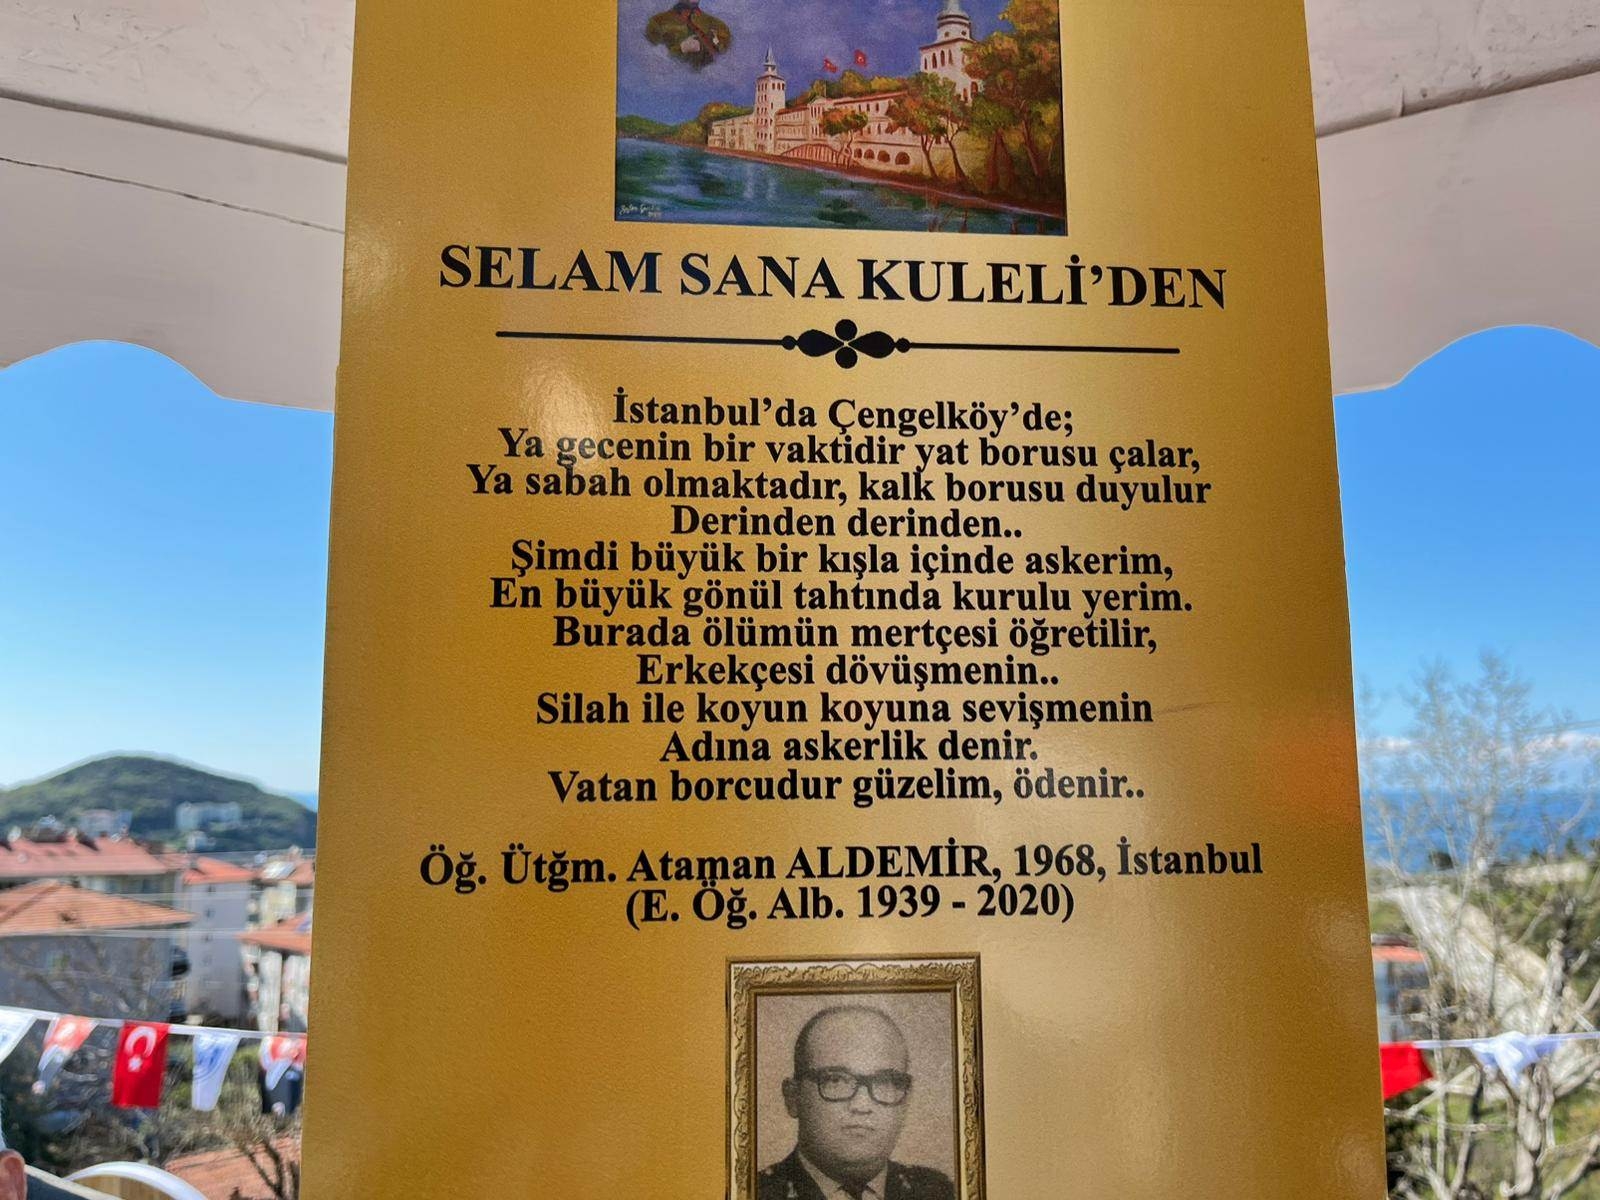 SELAM SANA KULELİ’DEN
İstanbul’da Çengelköy’de;
Ya gecenin bir vaktidir yat borusu çalar,
Ya sabah olmaktadır, kalk borusu duyulur
Derinden derinden..
Şimdi büyük bir kışla içinde askerim,
En büyük gönül tahtında kurulu yerim.
Burada ölümün mertçesi öğretilir,
Erkekçesi dövüşmenin..
Silah ile koyun koyuna sevişmenin
Adına askerlik denir.
Vatan borcudur güzelim, ödenir..
Öğ. Ütğm. Ataman ALDEMİR, 1968, İstanbul
(E. Öğ. Alb. 1939 - 2020)